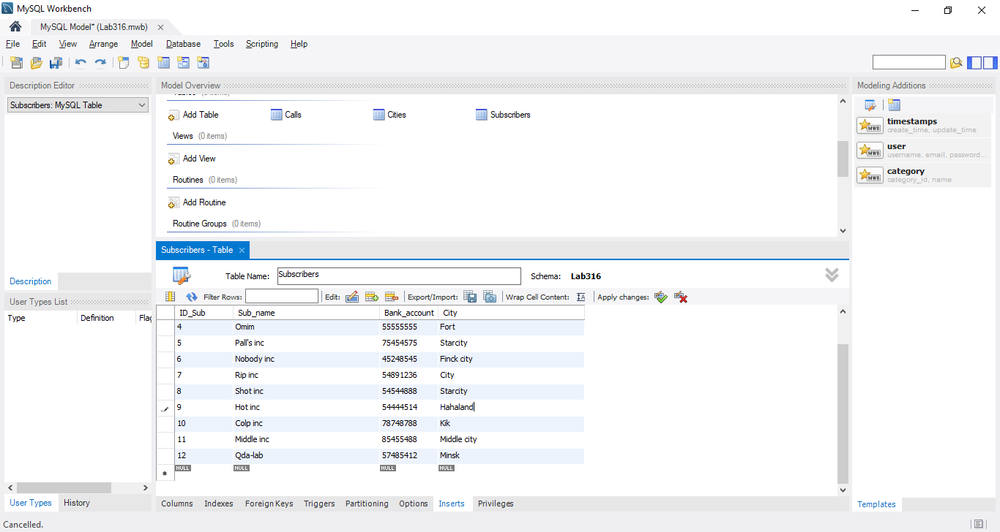 MySQL Workbench
MySQL Model* (Lab316.mwb)
File Edit View Arrange Model Database Tools Scripting Help
Description Editor
Subscribers: MySQL Table
Description
User Types List
Type Definition Flag
User Types History
Model Overview
Tables (3 items)
Add Table Calls Cities Subscribers
Views (0 items)
Add View
Routines (0 items)
Add Routine
Routine Groups (0 items)
Subscribers - Table
Table Name: Subscribers Schema: Lab316
Filter Rows: Edit: Export/Import: Wrap Cell Content: Apply changes:
ID_Sub Sub_name Bank_account City
4 Omim 55555555 Fort
5 Pall's inc 75454575 Starcity
6 Nobody inc 45248545 Finck city
7 Rip inc 54891236 City
8 Shot inc 54544888 Starcity
9 Hot inc 54444514 Hahaland
10 Colp inc 78748788 Kik
11 Middle inc 85455488 Middle city
12 Qda-lab 57485412 Minsk
NULL NULL NULL NULL
Columns Indexes Foreign Keys Triggers Partitioning Options Inserts Privileges
Modeling Additions
MWB timestamps
create_time, update_time
MWB user
username, email, password...
MWB category
category_id, name
Templates
Cancelled.